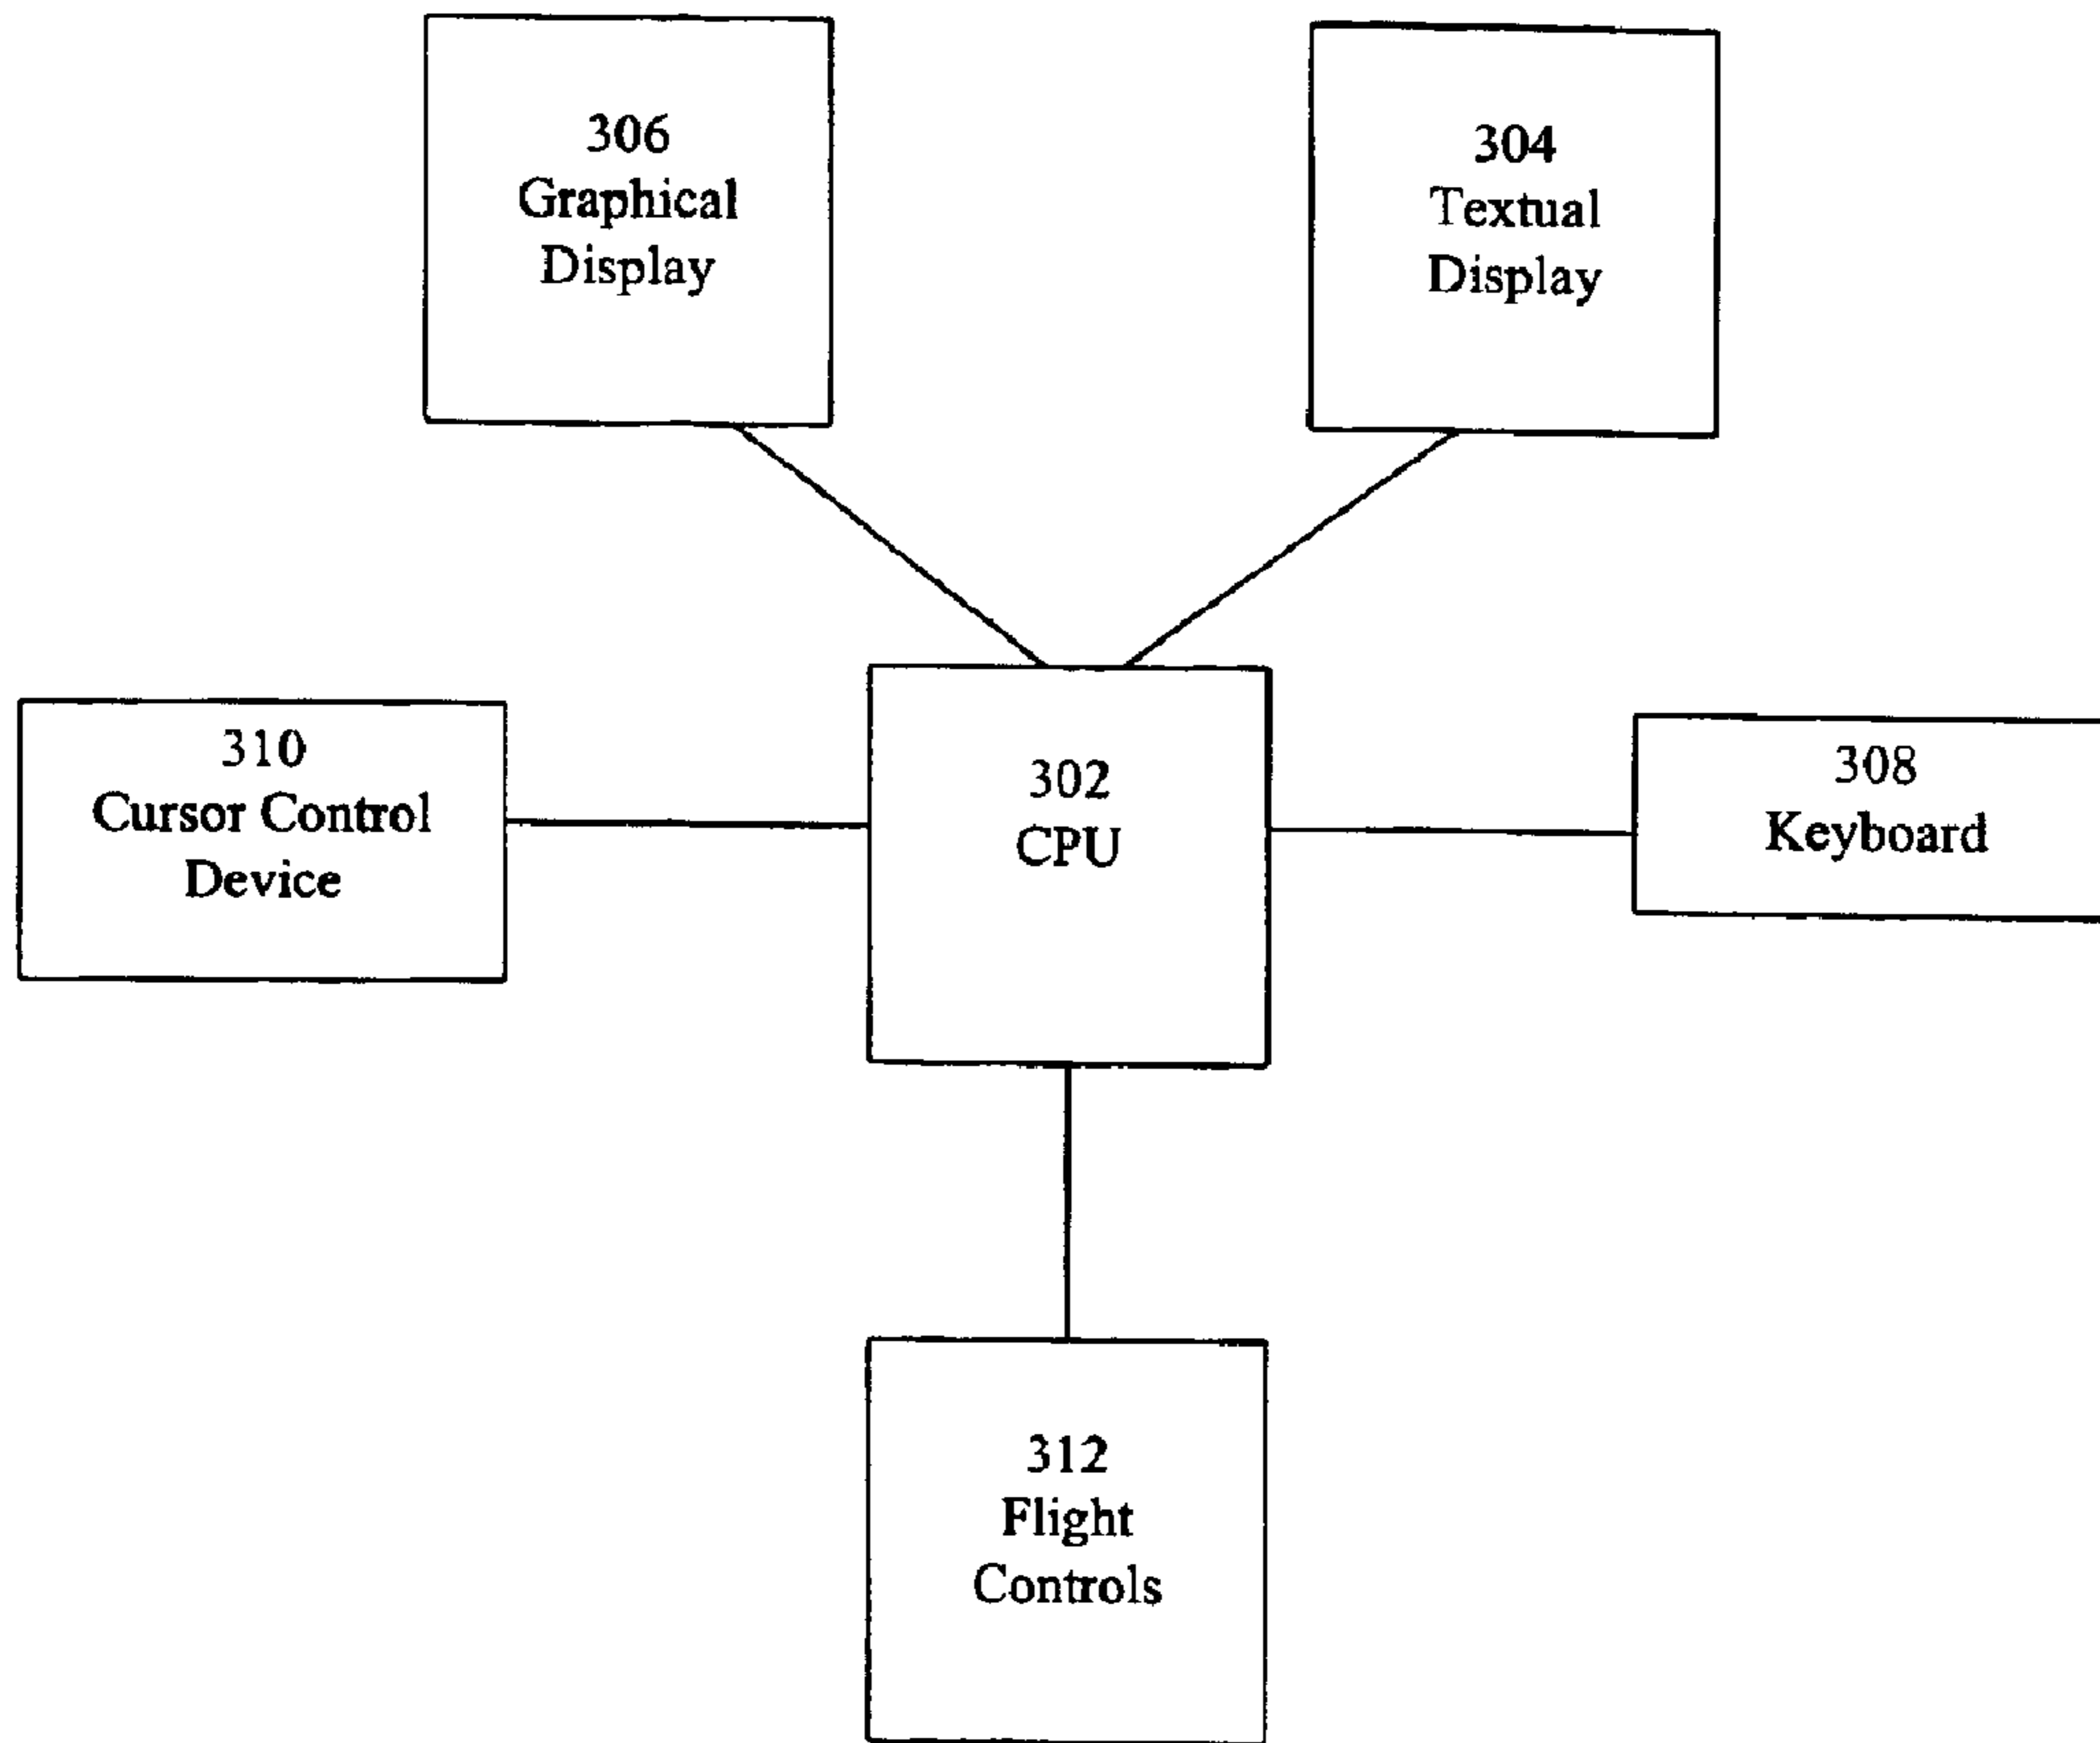 306
Graphical
Display
304
Textual
Display
310
Cursor Control
Device
302
CPU
308
Keyboard
312
Flight
Controls